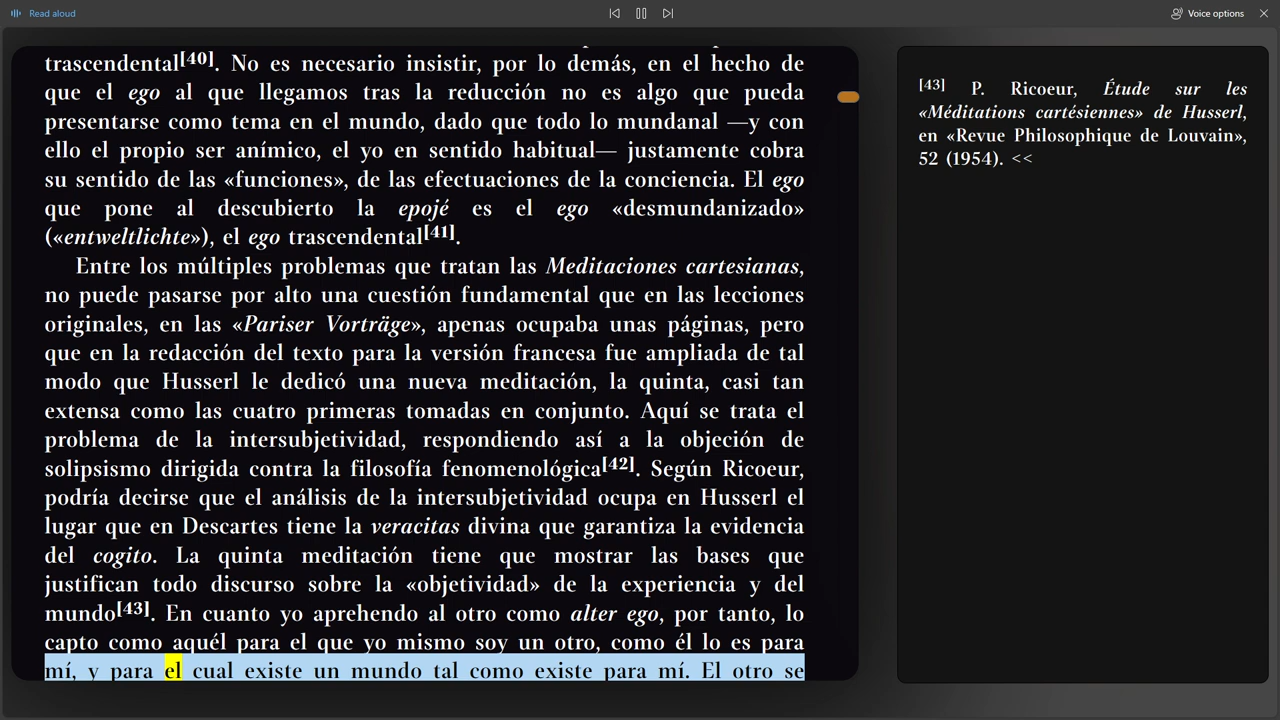 Read aloud
Voice options
trascendental[40]. No es necesario insistir, por lo demás, en el hecho de
que el ego al que llegamos tras la reducción no es algo que pueda
presentarse como tema en el mundo, dado que todo lo mundanal —y con
ello el propio ser anímico, el yo en sentido habitual— justamente cobra
su sentido de las «funciones», de las efectuaciones de la conciencia. El ego
que pone al descubierto la epojé es el ego «desmundanizado»
(«entweltlichte»), el ego trascendental[41].
Entre los múltiples problemas que tratan las Meditaciones cartesianas,
no puede pasarse por alto una cuestión fundamental que en las lecciones
originales, en las «Pariser Vorträge», apenas ocupaba unas páginas, pero
que en la redacción del texto para la versión francesa fue ampliada de tal
modo que Husserl le dedicó una nueva meditación, la quinta, casi tan
extensa como las cuatro primeras tomadas en conjunto. Aquí se trata el
problema de la intersubjetividad, respondiendo así a la objeción de
solipsismo dirigida contra la filosofía fenomenológica[42]. Según Ricoeur,
podría decirse que el análisis de la intersubjetividad ocupa en Husserl el
lugar que en Descartes tiene la veracitas divina que garantiza la evidencia
del cogito. La quinta meditación tiene que mostrar las bases que
justifican todo discurso sobre la «objetividad» de la experiencia y del
mundo[43]. En cuanto yo aprehendo al otro como alter ego, por tanto, lo
capto como aquél para el que yo mismo soy un otro, como él lo es para
mí, y para el cual existe un mundo tal como existe para mí. El otro se
[43] P. Ricoeur, Étude sur les
«Méditations cartésiennes» de Husserl,
en «Revue Philosophique de Louvain»,
52 (1954). <<